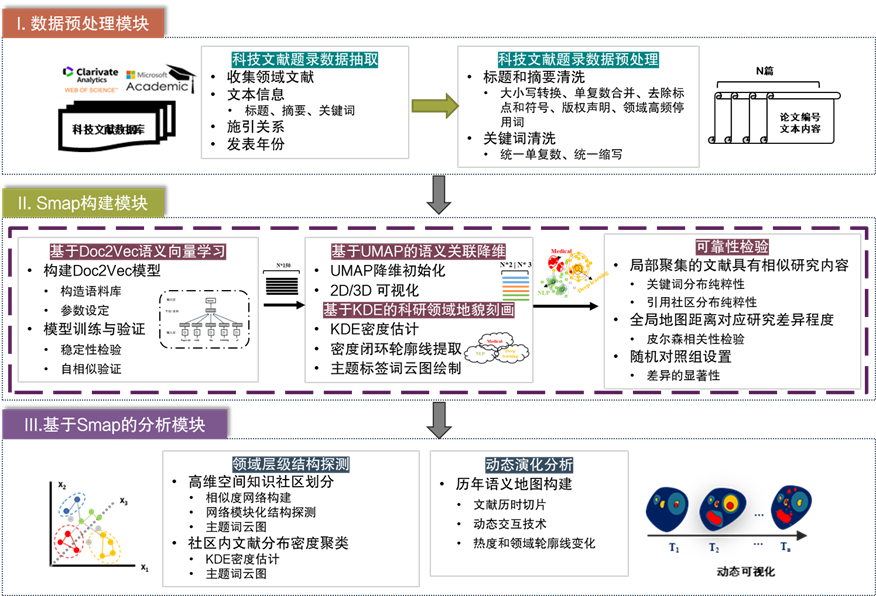 I. 数据预处理模块
Clarivate
Analytics
WEB OF SCIENCE™
Microsoft
Academic
科技文献数据库
科技文献题录数据抽取
• 收集领域文献
• 文本信息
• 标题、摘要、关键词
• 施引关系
• 发表年份
科技文献题录数据预处理
• 标题和摘要清洗
• 大小写转换、单复数合并、去除标
点和符号、版权声明、领域高频停
用词
• 关键词清洗
• 统一单复数、统一缩写
N篇
论文编号
文本内容
II. Smap构建模块
基于Doc2Vec语义向量学习
• 构建Doc2Vec模型
• 构造语料库
• 参数设定
• 模型训练与验证
• 稳定性检验
• 自相似验证
N*150
基于UMAP的语义关联降维
• UMAP降维初始化
• 2D/3D 可视化
基于KDE的科研领域地貌刻画
• KDE密度估计
• 密度闭环轮廓线提取
• 主题标签词云图绘制
N*2 | N* 3
Medical
NLP
Deep learning
Medical
NLP
Deep
learning
可靠性检验
• 局部聚集的文献具有相似研究内容
• 关键词分布纯粹性
• 引用社区分布纯粹性
• 全局地图距离对应研究差异程度
• 皮尔森相关性检验
• 随机对照组设置
• 差异的显著性
III.基于Smap的分析模块
X₂
X₃
X₁
领域层级结构探测
• 高维空间知识社区划分
• 相似度网络构建
• 网络模块化结构探测
• 主题词云图
• 社区内文献分布密度聚类
• KDE密度估计
• 主题词云图
动态演化分析
• 历年语义地图构建
• 文献历时切片
• 动态交互技术
• 热度和领域轮廓线变化
...
T₁ T₂ ... Tₙ
动态可视化